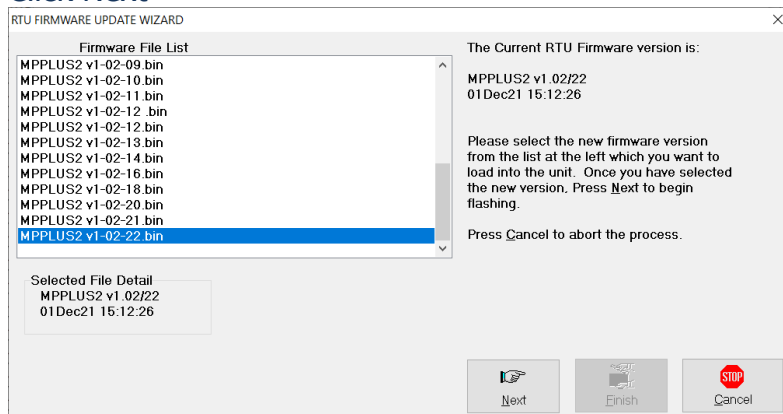 RTU FIRMWARE UPDATE WIZARD
Firmware File List
MPPLUS2 v1-02-09.bin
MPPLUS2 v1-02-10.bin
MPPLUS2 v1-02-11.bin
MPPLUS2 v1-02-12 .bin
MPPLUS2 v1-02-12.bin
MPPLUS2 v1-02-13.bin
MPPLUS2 v1-02-14.bin
MPPLUS2 v1-02-16.bin
MPPLUS2 v1-02-18.bin
MPPLUS2 v1-02-20.bin
MPPLUS2 v1-02-21.bin
MPPLUS2 v1-02-22.bin
Selected File Detail
MPPLUS2 v1.02/22
01Dec21 15:12:26
The Current RTU Firmware version is:
MPPLUS2 v1.02/22
01Dec21 15:12:26
Please select the new firmware version
from the list at the left which you want to
load into the unit. Once you have selected
the new version, Press Next to begin
flashing.
Press Cancel to abort the process.
Next
Finish
STOP
Cancel